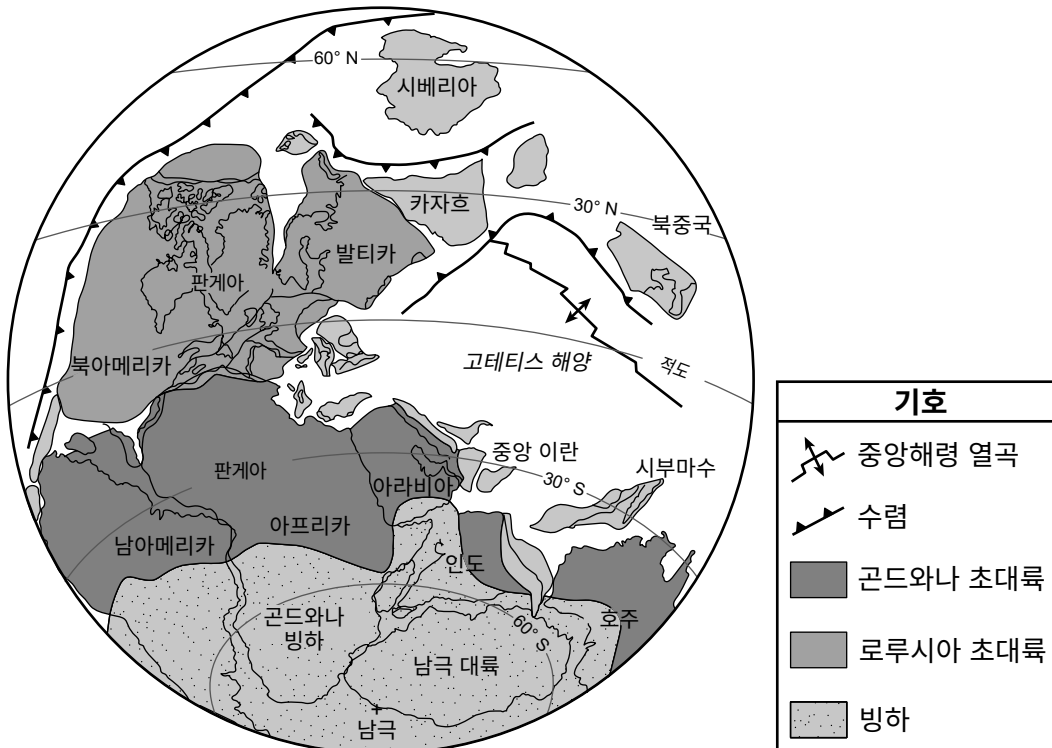 60° N
시베리아
카자흐
30° N
북중국
발티카
판게아
북아메리카
고테티스 해양
적도
중앙 이란
시부마수
판게아
아라비아
30° S
아프리카
남아메리카
인도
곤드와나
빙하
호주
60° S
남극 대륙
남극
기호
중앙해령 열곡
수렴
곤드와나 초대륙
로루시아 초대륙
빙하